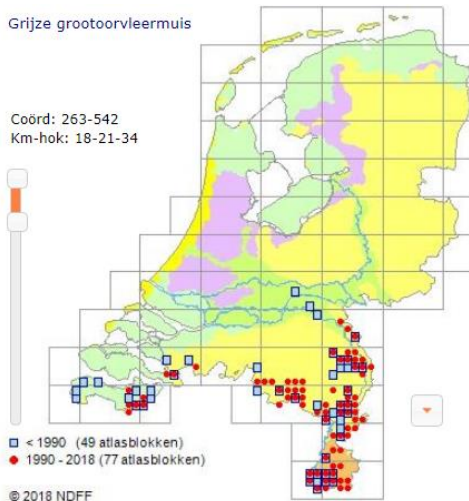 Grijze grootoorvleermuis
Coörd: 263-542
Km-hok: 18-21-34
< 1990 (49 atlasblokken)
1990 - 2018 (77 atlasblokken)
© 2018 NDFF